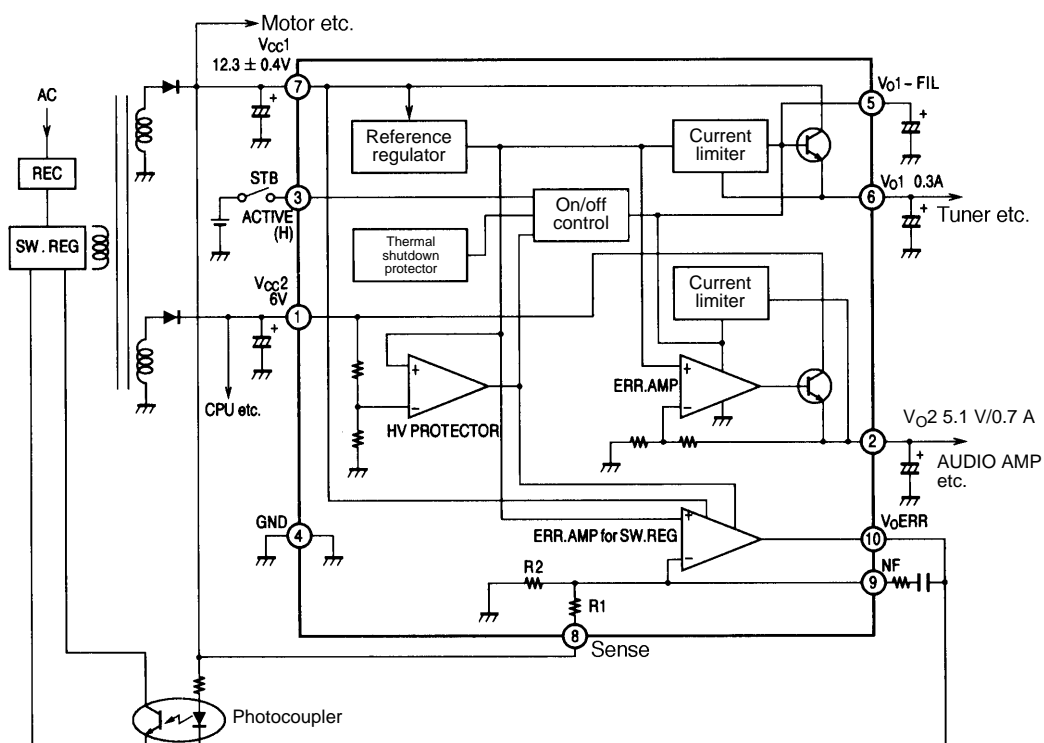 Motor etc.
VCC1
12.3 ± 0.4V
7
AC
REC
SW. REG
STB
3
ACTIVE
(H)
VCC2
6V
1
CPU etc.
Reference
regulator
Current
limiter
VO1 - FIL
5
VO1 0.3A
6
Tuner etc.
On/off
control
Thermal
shutdown
protector
Current
limiter
+
−
HV PROTECTOR
+
−
ERR.AMP
VO2 5.1 V/0.7 A
2
AUDIO AMP
etc.
GND
4
+
−
ERR.AMP for SW.REG
VOERR
10
NF
9
R2
R1
8
Sense
Photocoupler
+
+
+
+
+